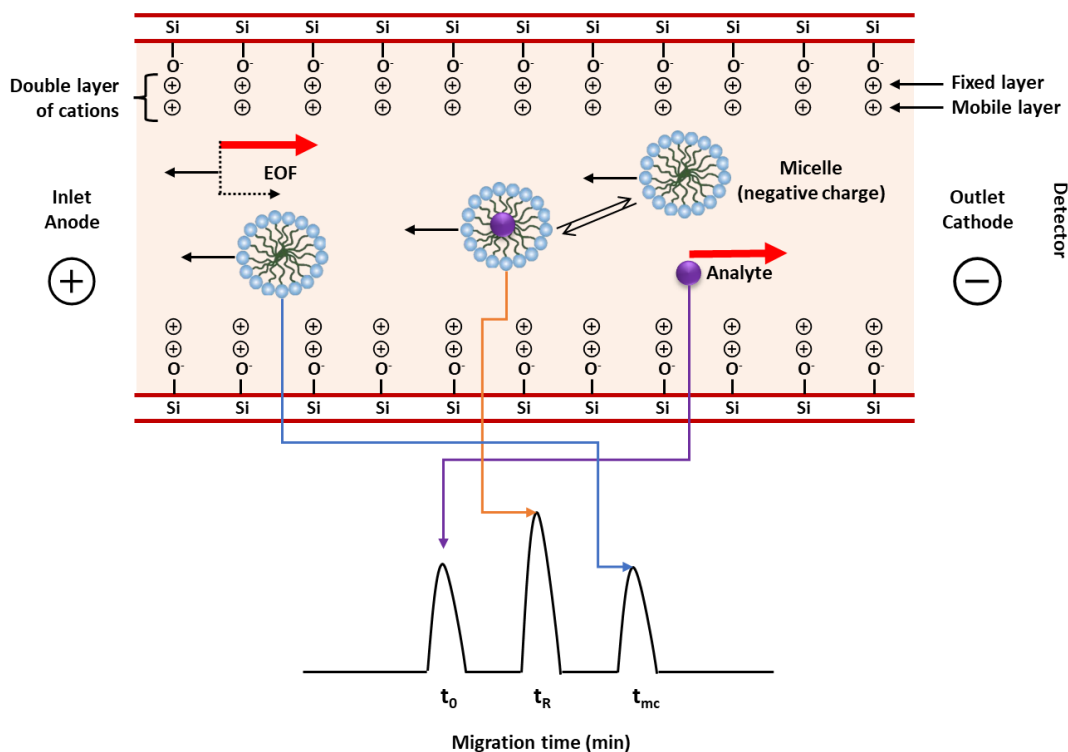 Si Si Si Si Si Si Si Si Si Si Si
O- O- O- O- O- O- O- O- O- O- O-
+ + + + + + + + + + +
+ + + + + + + + + + +
Double layer
of cations
Fixed layer
Mobile layer
EOF
Micelle
(negative charge)
Inlet
Anode
+
Outlet
Cathode
−
Detector
Analyte
+ + + + + + + + + + +
+ + + + + + + + + + +
O- O- O- O- O- O- O- O- O- O- O-
Si Si Si Si Si Si Si Si Si Si Si
t0 tR tmc
Migration time (min)